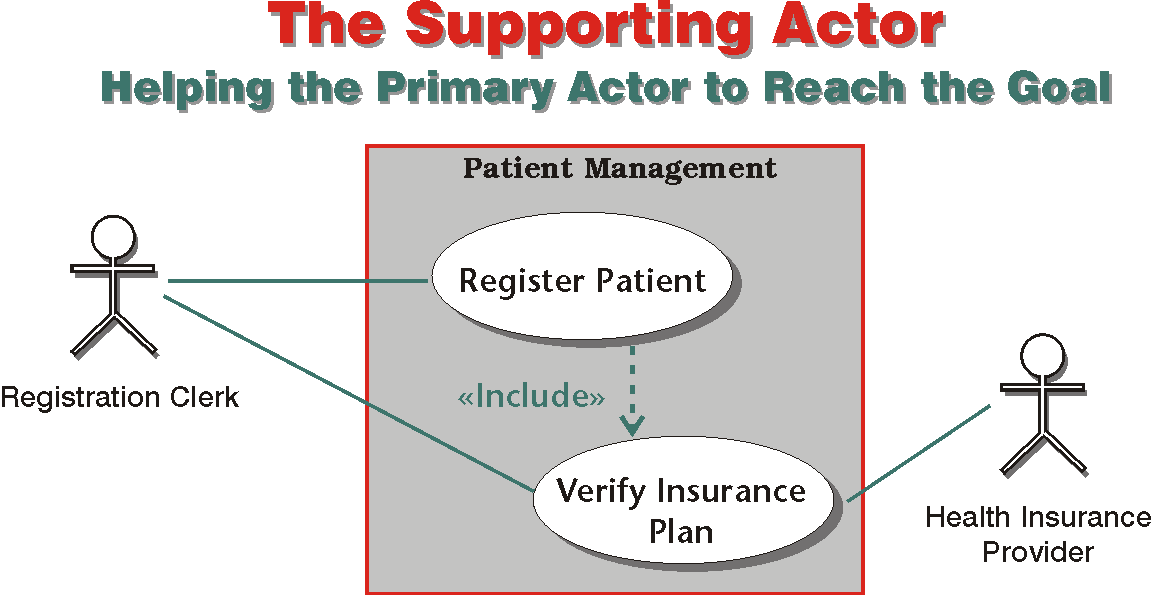 The Supporting Actor
Helping the Primary Actor to Reach the Goal
Patient Management
Register Patient
Registration Clerk
«Include»
Verify Insurance
Plan
Health Insurance
Provider